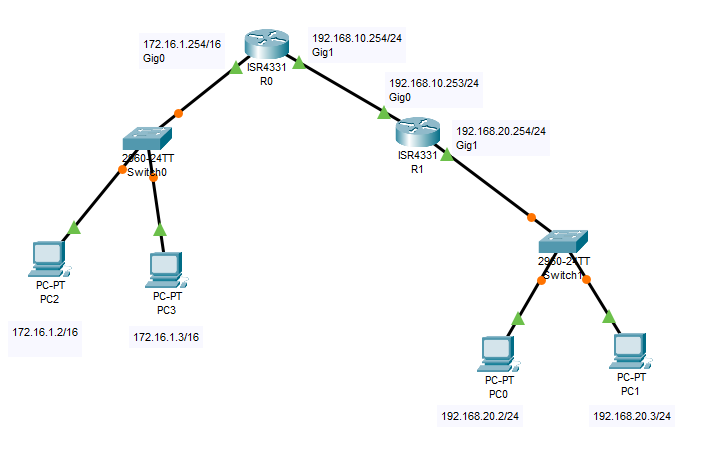 172.16.1.254/16
Gig0
ISR4331
R0
192.168.10.254/24
Gig1
192.168.10.253/24
Gig0
ISR4331
R1
192.168.20.254/24
Gig1
2960-24TT
Switch0
PC-PT
PC2
172.16.1.2/16
PC-PT
PC3
172.16.1.3/16
2960-24TT
Switch1
PC-PT
PC0
192.168.20.2/24
PC-PT
PC1
192.168.20.3/24